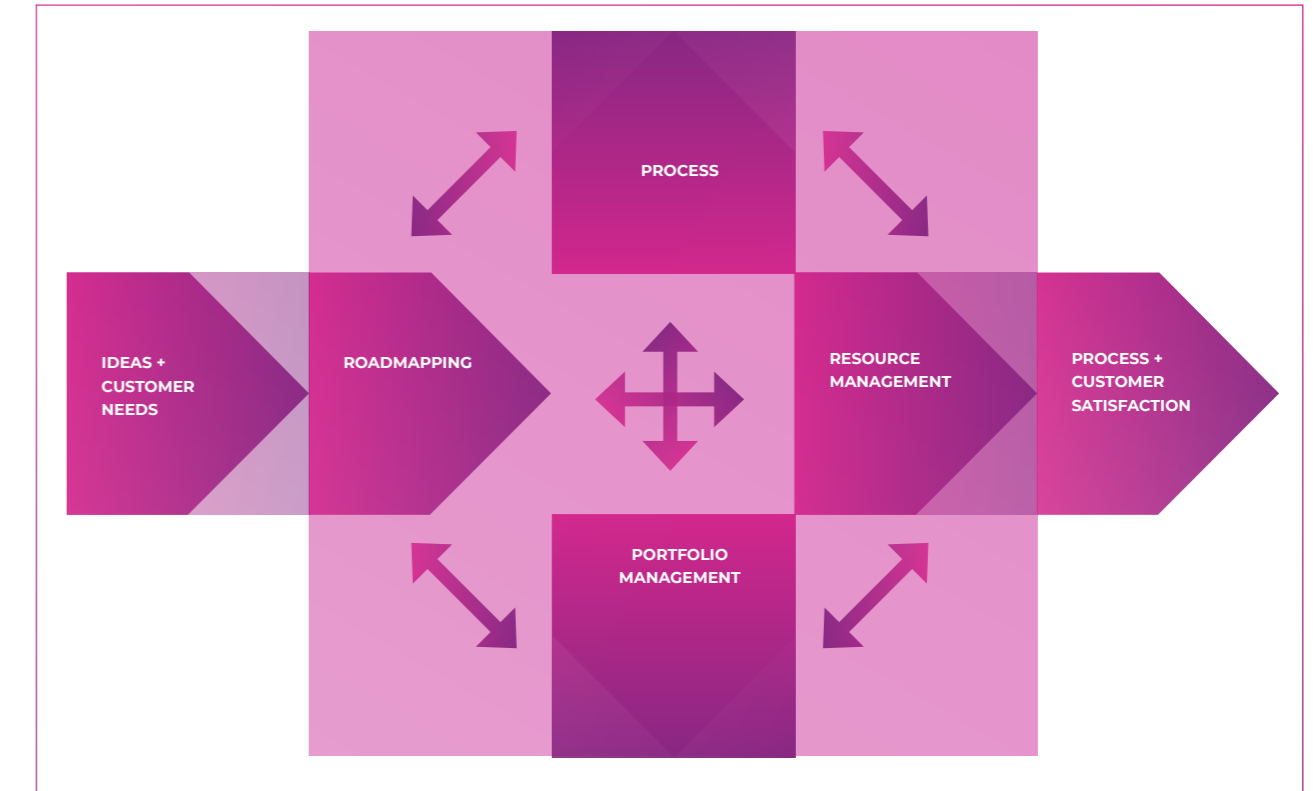 PROCESS
IDEAS +
CUSTOMER
NEEDS
ROADMAPPING
RESOURCE
MANAGEMENT
PROCESS +
CUSTOMER
SATISFACTION
PORTFOLIO
MANAGEMENT